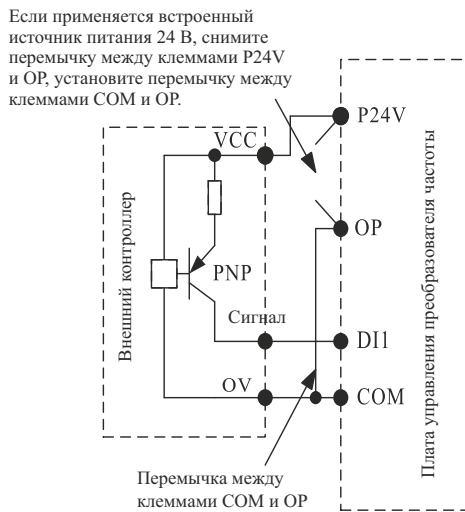 Если применяется встроенный
источник питания 24 В, снимите
перемычку между клеммами P24V
и OP, установите перемычку между
клеммами COM и OP.
VCC
P24V
OP
PNP
Сигнал
DI1
OV
COM
Внешний контроллер
Плата управления преобразователя частоты
Перемычка между
клеммами COM и OP